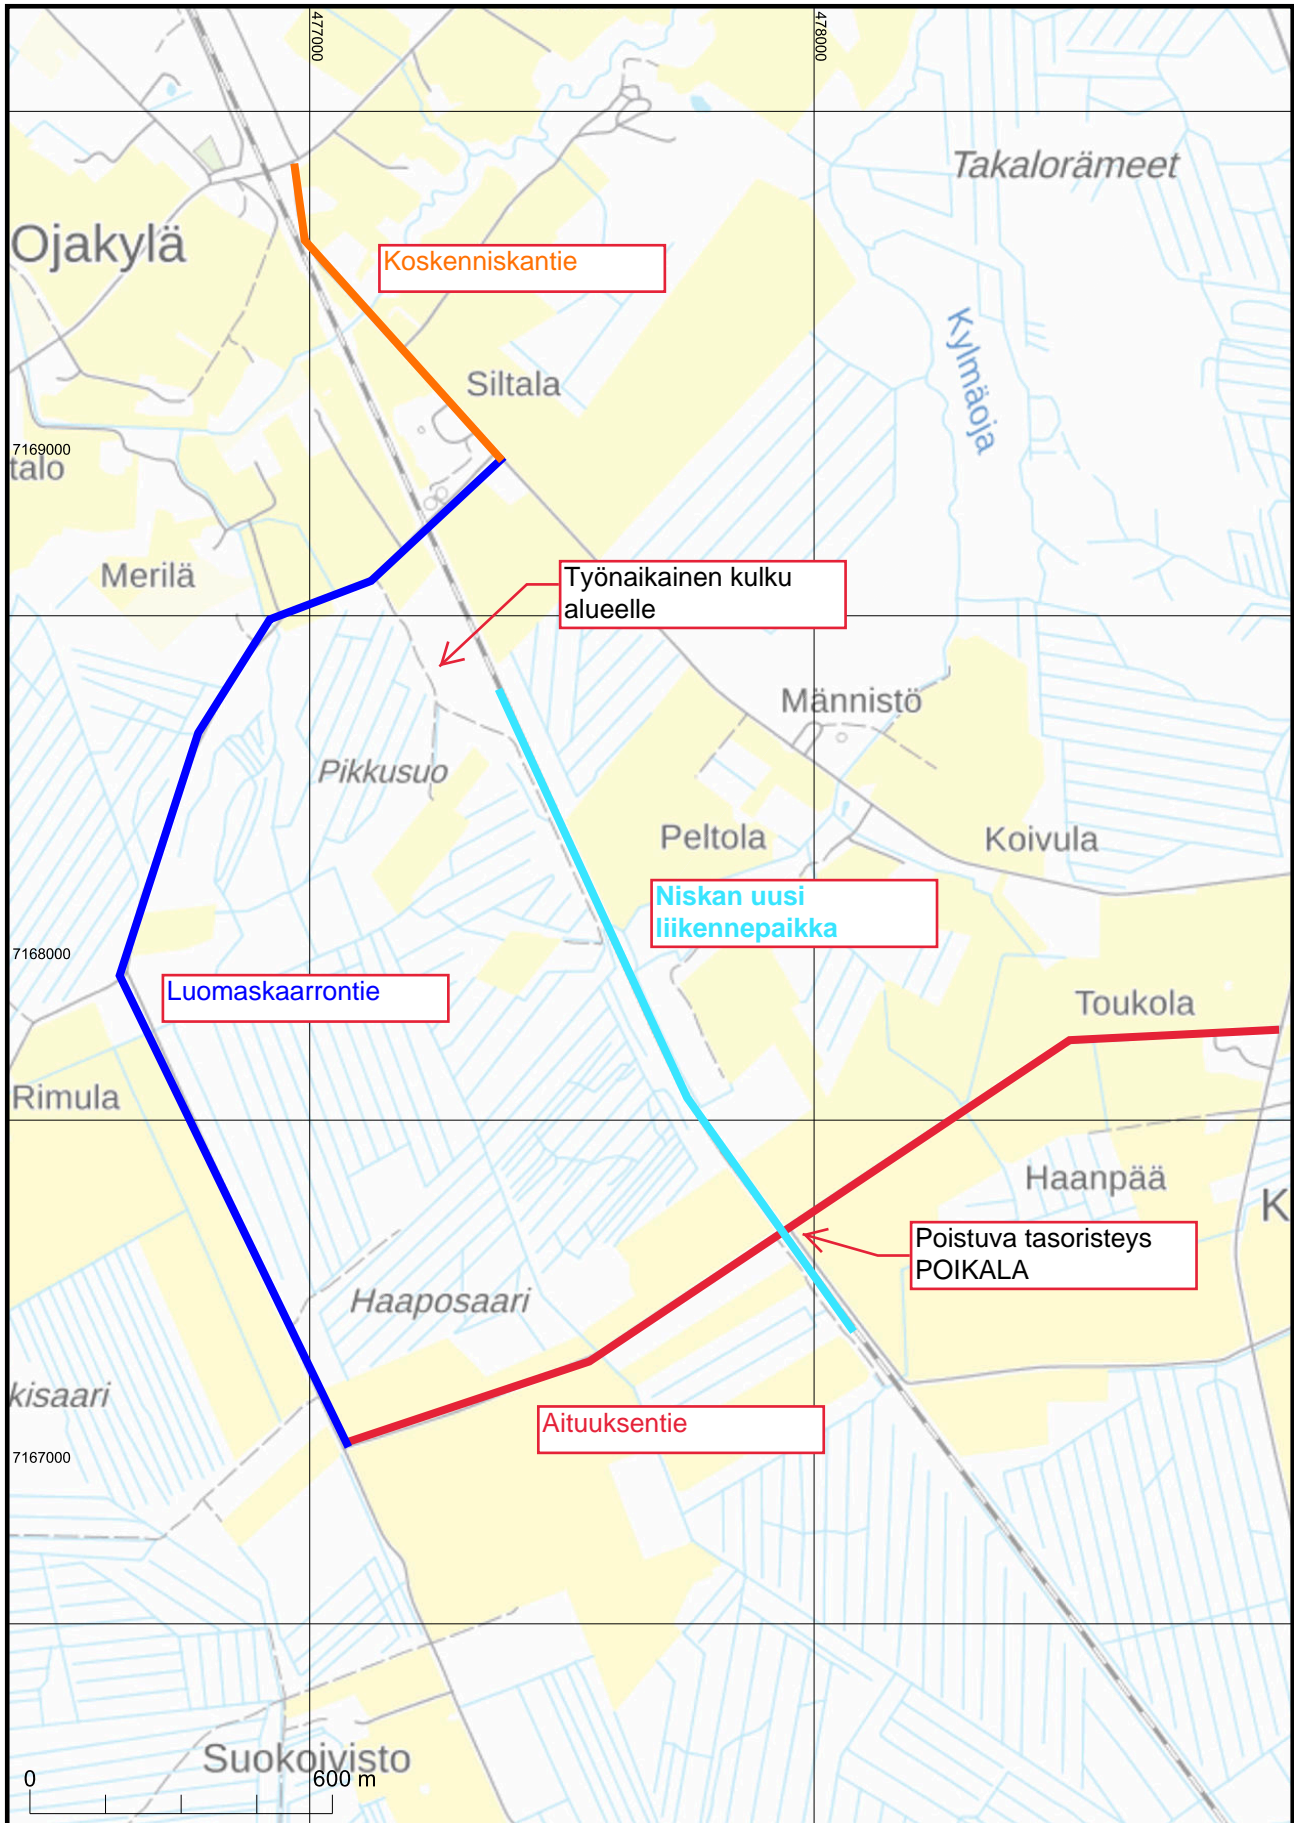 477000
478000
Takalorämeet
Ojakylä
Koskenniskantie
Kylmäoja
Siltala
7169000
talo
Merilä
Työnaikainen kulku
alueelle
Männistö
Pikkusuo
Peltola
Koivula
Niskan uusi
liikennepaikka
7168000
Luomaskaarrontie
Toukola
Rimula
Haanpää
K
Poistuva tasoristeys
POIKALA
Haaposaari
kisaari
Aituuksentie
7167000
Suokoivisto
0
600 m